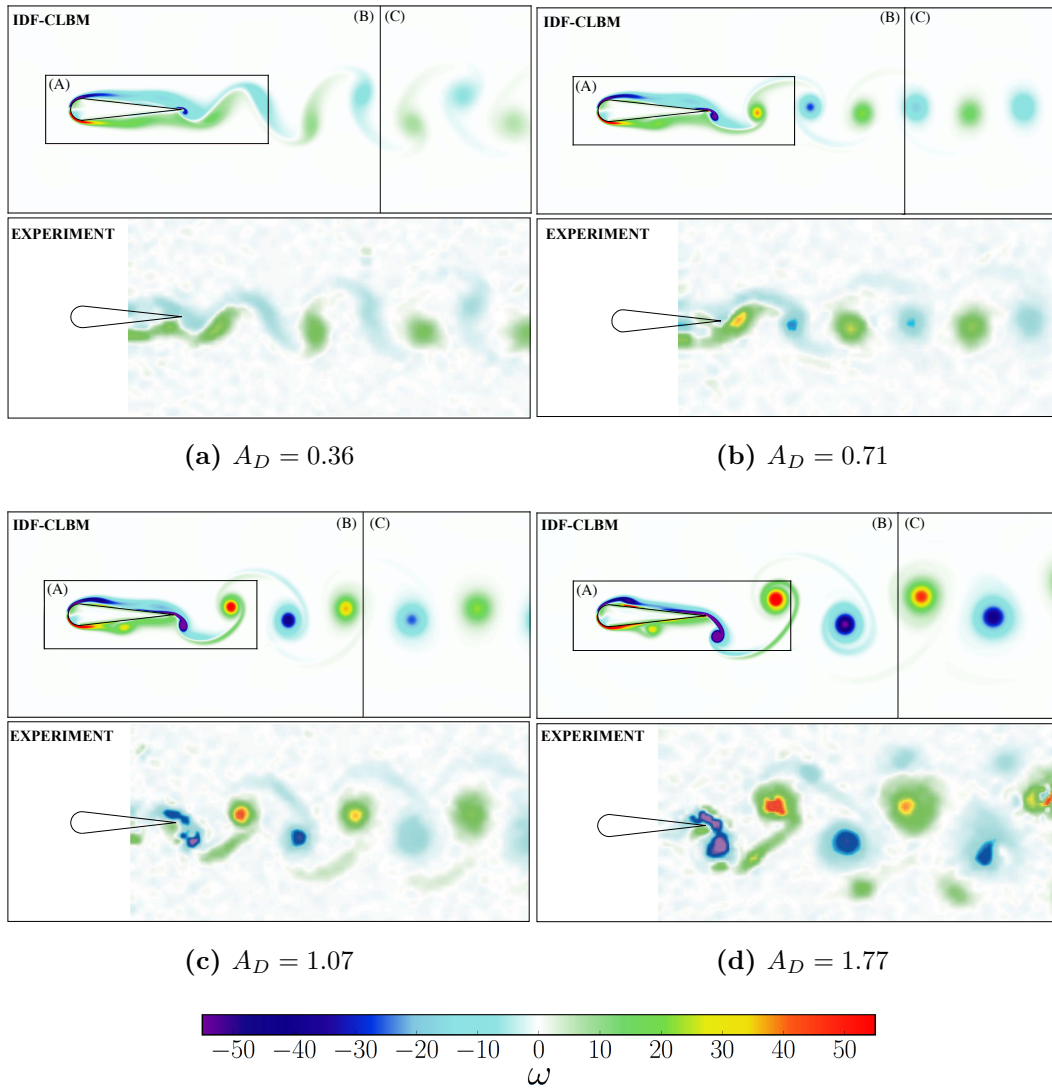 IDF-CLBM (B) (C)
(A)
EXPERIMENT
(a) A_D = 0.36
IDF-CLBM (B) (C)
(A)
EXPERIMENT
(b) A_D = 0.71
IDF-CLBM (B) (C)
(A)
EXPERIMENT
(c) A_D = 1.07
IDF-CLBM (B) (C)
(A)
EXPERIMENT
(d) A_D = 1.77
−50 −40 −30 −20 −10 0 10 20 30 40 50
ω